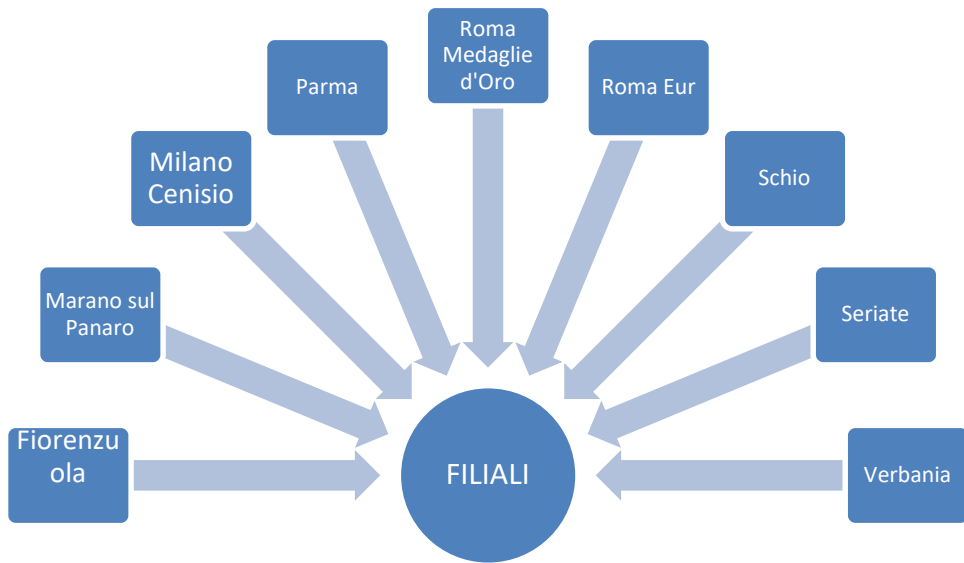 Roma
Medaglie
d'Oro
Parma
Roma Eur
Milano
Cenisio
Schio
Marano sul
Panaro
Seriate
Fiorenzu
ola
FILIALI
Verbania